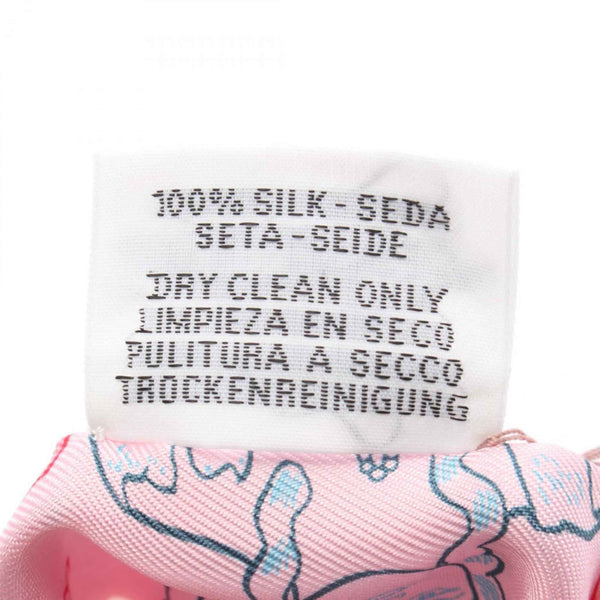 100% SILK - SEDA
SETA-SEIDE
DRY CLEAN ONLY
LIMPIEZA EN SECO
PULITURA A SECCO
TROCKENREINIGUNG